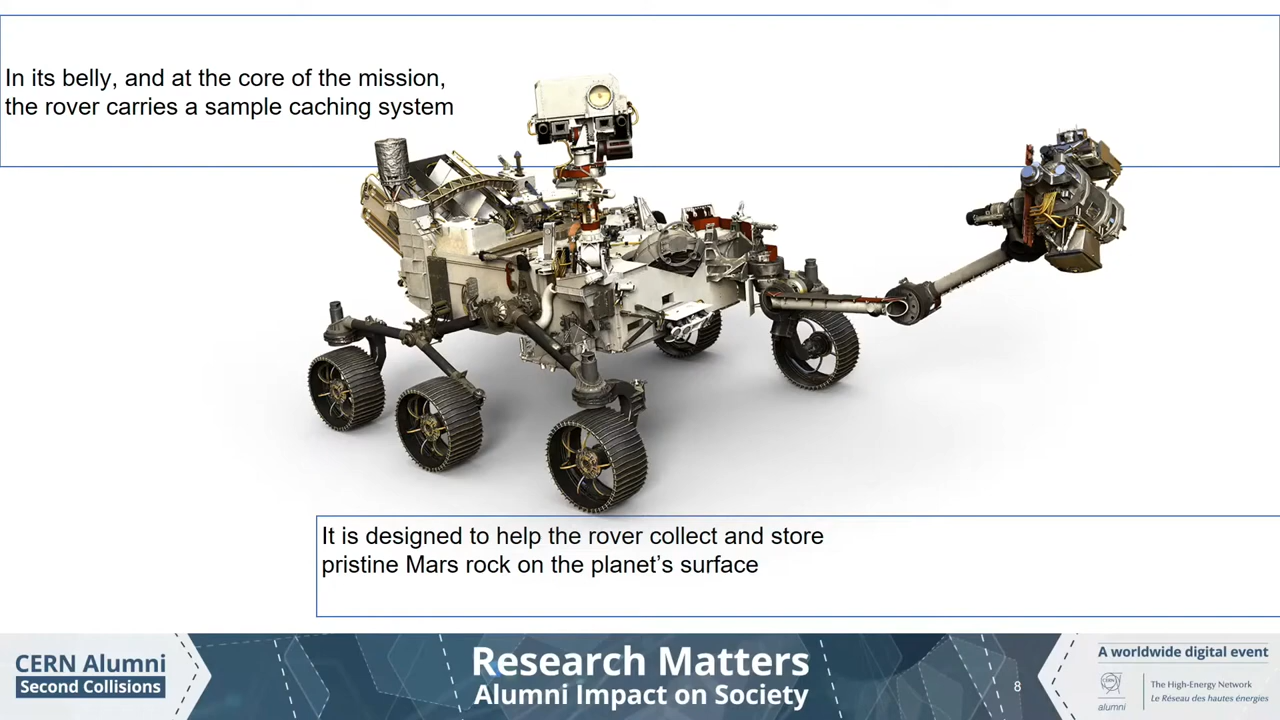 In its belly, and at the core of the mission,
the rover carries a sample caching system
It is designed to help the rover collect and store
pristine Mars rock on the planet’s surface
CERN Alumni
Second Collisions
Research Matters
Alumni Impact on Society
8
A worldwide digital event
CERN
alumni
The High-Energy Network
Le Réseau des hautes énergies